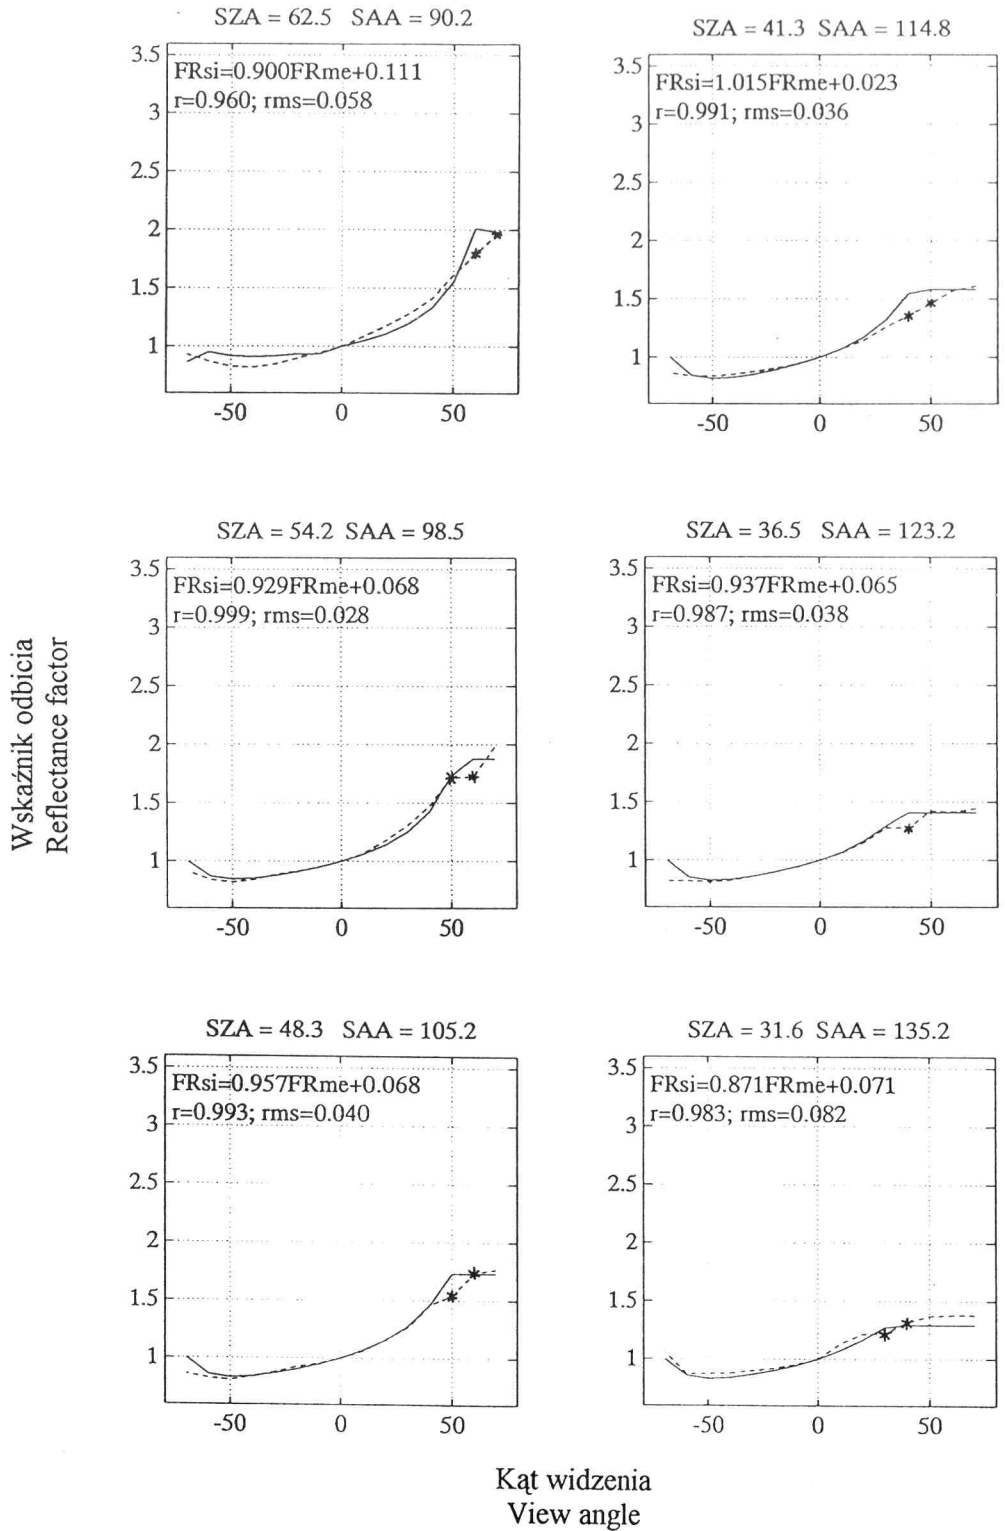 SZA = 62.5 SAA = 90.2
3.5
FRsi=0.900FRme+0.111
r=0.960; rms=0.058
3
2.5
2
1.5
1
-50 0 50
SZA = 41.3 SAA = 114.8
3.5
FRsi=1.015FRme+0.023
r=0.991; rms=0.036
3
2.5
2
1.5
1
-50 0 50
SZA = 54.2 SAA = 98.5
3.5
FRsi=0.929FRme+0.068
r=0.999; rms=0.028
3
2.5
2
1.5
1
-50 0 50
SZA = 36.5 SAA = 123.2
3.5
FRsi=0.937FRme+0.065
r=0.987; rms=0.038
3
2.5
2
1.5
1
-50 0 50
Wskaźnik odbicia
Reflectance factor
SZA = 48.3 SAA = 105.2
3.5
FRsi=0.957FRme+0.068
r=0.993; rms=0.040
3
2.5
2
1.5
1
-50 0 50
SZA = 31.6 SAA = 135.2
3.5
FRsi=0.871FRme+0.071
r=0.983; rms=0.082
3
2.5
2
1.5
1
-50 0 50
Kąt widzenia
View angle